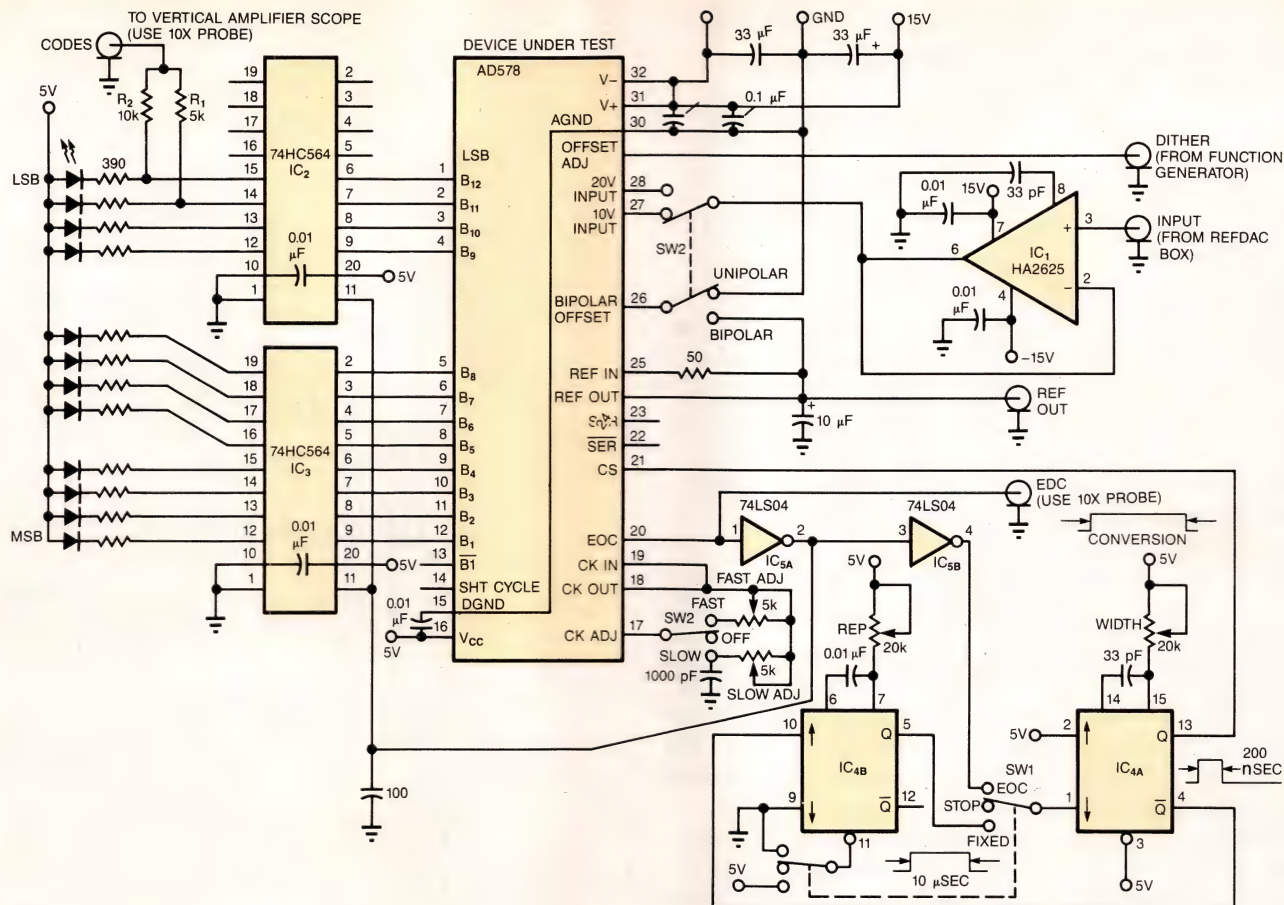 TO VERTICAL AMPLIFIER SCOPE
(USE 10X PROBE)
CODES
5V
R2
10k
R1
5k
LSB
390
19
18
17
16
15
14
13
12
10
1
74HC564
IC2
0.01
μF
2
3
4
5
6
7
8
9
20
11
5V
MSB
19
18
17
16
15
14
13
12
10
1
74HC564
IC3
0.01
μF
2
3
4
5
6
7
8
9
20
11
5V
0.01
μF
5V
100
DEVICE UNDER TEST
AD578
LSB
1 B12
2 B11
3 B10
4 B9
5 B8
6 B7
7 B6
8 B5
9 B4
10 B3
11 B2
12 B1
13 B1
14 SHT CYCLE
15 DGND
16 VCC
V− 32
V+ 31
AGND 30
OFFSET
ADJ
20V
INPUT 28
10V
INPUT 27
BIPOLAR
OFFSET 26
REF IN 25
REF OUT
23
SER 22
CS 21
EOC 20
CK IN 19
CK OUT 18
CK ADJ 17
33 μF
GND
33 μF
+
15V
0.1 μF
SW2
UNIPOLAR
BIPOLAR
50
+
10 μF
DITHER
(FROM FUNCTION
GENERATOR)
0.01
μF
15V
33 pF
8
7
6
IC1
HA2625
+
3
−
2
4
0.01
μF
−15V
INPUT
(FROM REFDAC
BOX)
REF
OUT
EDC
(USE 10X PROBE)
CONVERSION
74LS04
1
2
IC5A
74LS04
3
4
IC5B
FAST ADJ
FAST
5k
SW2
OFF
SLOW
5k
1000 pF
SLOW ADJ
5V
REP
20k
0.01 μF
6
7
10
5
Q
IC4B
9
Q
12
11
5V
10 μSEC
SW1
EOC
STOP
FIXED
5V
WIDTH
20k
33 pF
14
15
5V
2
13
Q
IC4A
1
Q
4
3
5V
200
nSEC